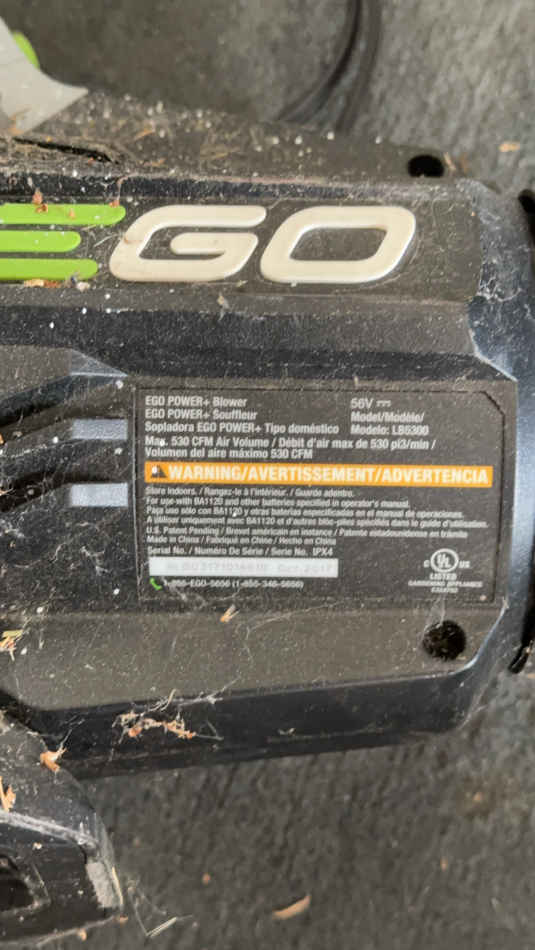 EGO
EGO POWER+ Blower
EGO POWER+ Souffleur
Sopladora EGO POWER+ Tipo doméstico
56V
Model/Modèle/
Modelo: LB5300
Max. 530 CFM Air Volume / Débit d'air max de 530 pi3/min /
Volumen del aire máximo 530 CFM
WARNING/AVERTISSEMENT/ADVERTENCIA
Store indoors. / Rangez-le à l'intérieur. / Guarde adentro.
For use with BA1120 and other batteries specified in operator's manual.
Para uso sólo con BA1120 y otras baterías especificadas en el manual de operaciones.
A utiliser uniquement avec BA1120 et d'autres bloc-piles spécifiés dans le guide d'utilisation.
U.S. Patent Pending / Brevet américain en instance / Patente estadounidense en trámite
Made in China / Fabriqué en Chine / Hecho en China
Serial No. / Numéro De Série / Serie No. IPX4
Oct. 2017
1-855-EGO-5656 (1-855-346-5656)
C UL US
LISTED
GARDENING APPLIANCE